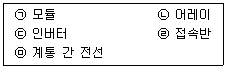 ㉠ 모듈 ㉡ 어레이
㉢ 인버터 ㉣ 접속반
㉤ 계통 간 전선